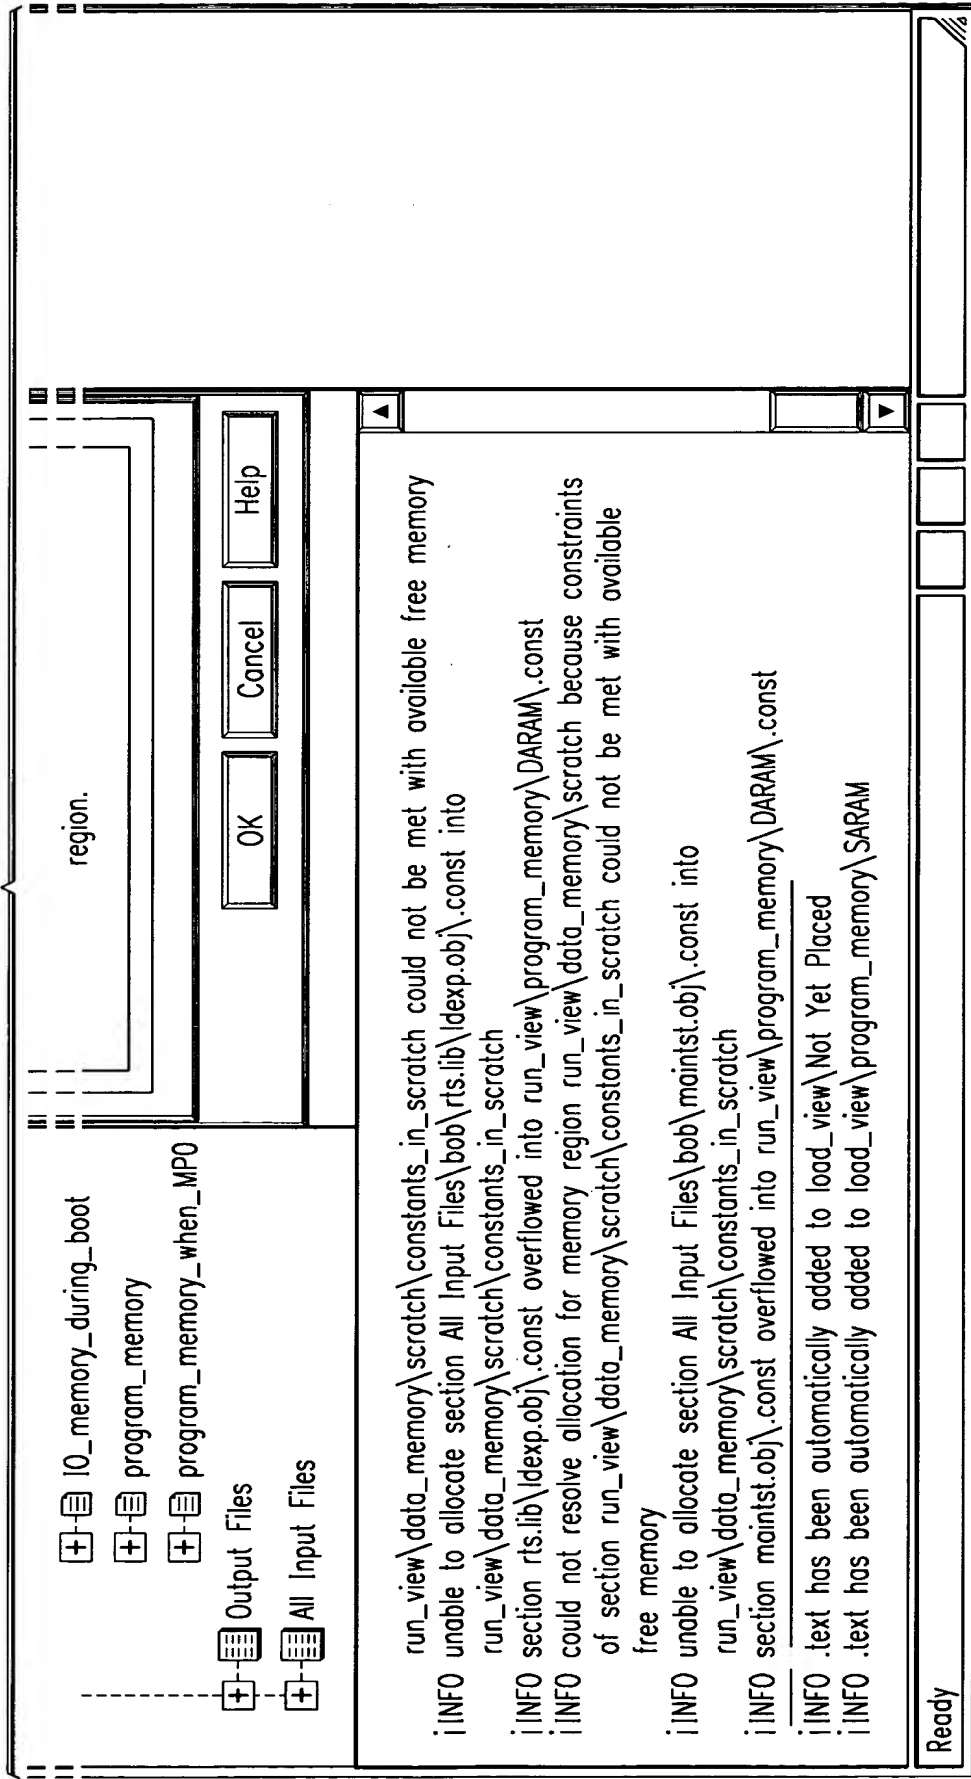 IO_memory_during_boot
program_memory
program_memory_when_MP0
Output Files
All Input Files
region.
OK
Cancel
Help
run_view\data_memory\scratch\constants_in_scratch could not be met with available free memory
i INFO unable to allocate section All Input Files\bob\rts.lib\ldexp.obj\.const into
run_view\data_memory\scratch\constants_in_scratch
i INFO section rts.lib\ldexp.obj\.const overflowed into run_view\program_memory\DARAM\.const
i INFO could not resolve allocation for memory region run_view\data_memory\scratch because constraints
of section run_view\data_memory\scratch\constants_in_scratch could not be met with available
free memory
i INFO unable to allocate section All Input Files\bob\maintst.obj\.const into
run_view\data_memory\scratch\constants_in_scratch
i INFO section maintst.obj\.const overflowed into run_view\program_memory\DARAM\.const
i INFO .text has been automatically added to load_view\Not Yet Placed
i INFO .text has been automatically added to load_view\program_memory\SARAM
Ready